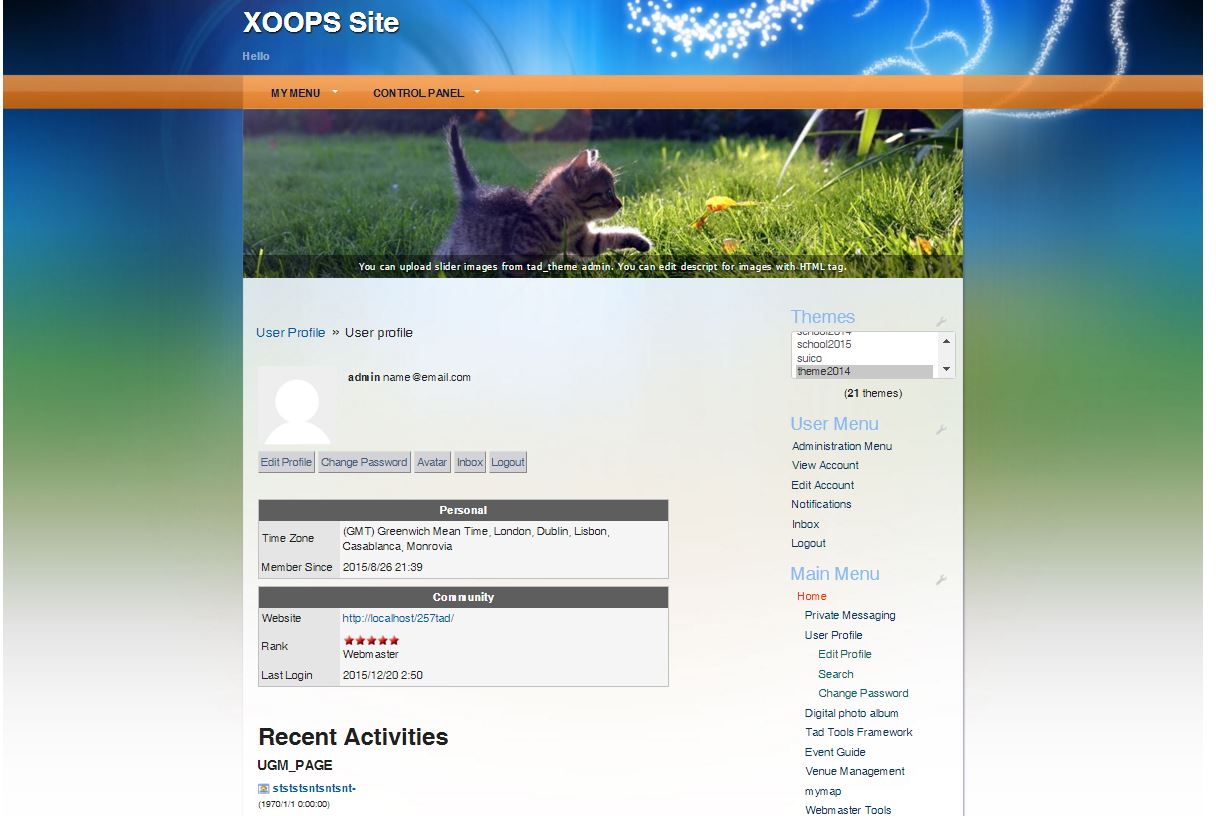 XOOPS Site
Hello
MY MENU
CONTROL PANEL
You can upload slider images from tad_theme admin. You can edit descript for images with HTML tag.
User Profile » User profile
admin name@email.com
Edit Profile
Change Password
Avatar
Inbox
Logout
Personal
Time Zone
(GMT) Greenwich Mean Time, London, Dublin, Lisbon,
Casablanca, Monrovia
Member Since
2015/8/26 21:39
Community
Website
http://localhost/257tad/
Rank
Webmaster
Last Login
2015/12/20 2:50
Recent Activities
UGM_PAGE
stststsntsntsnt-
(1970/1/1 0:00:00)
Themes
school2014
school2015
suico
theme2014
(21 themes)
User Menu
Administration Menu
View Account
Edit Account
Notifications
Inbox
Logout
Main Menu
Home
Private Messaging
User Profile
Edit Profile
Search
Change Password
Digital photo album
Tad Tools Framework
Event Guide
Venue Management
mymap
Webmaster Tools